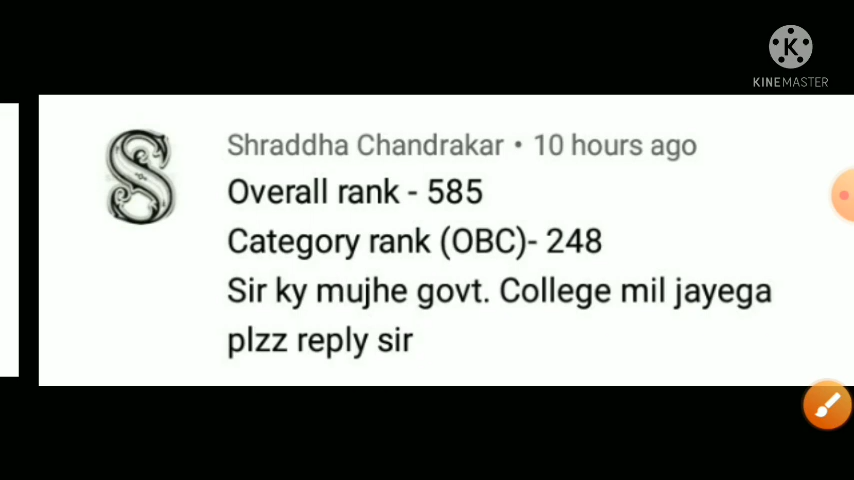 K
KINEMASTER
S
Shraddha Chandrakar • 10 hours ago
Overall rank - 585
Category rank (OBC)- 248
Sir ky mujhe govt. College mil jayega
plzz reply sir